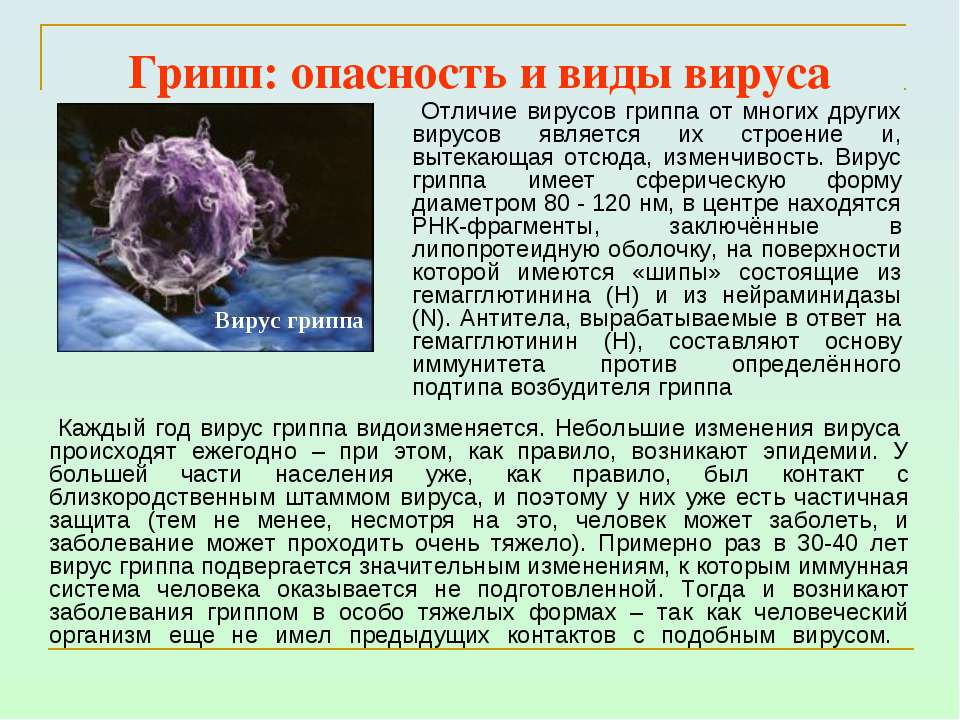 Грипп: опасность и виды вируса
Отличие вирусов гриппа от многих других
вирусов является их строение и,
вытекающая отсюда, изменчивость. Вирус
гриппа имеет сферическую форму
диаметром 80 - 120 нм, в центре находятся
РНК-фрагменты, заключённые в
липопротеидную оболочку, на поверхности
которой имеются «шипы» состоящие из
гемагглютинина (H) и из нейраминидазы
(N). Антитела, вырабатываемые в ответ на
гемагглютинин (H), составляют основу
иммунитета против определённого
подтипа возбудителя гриппа
Вирус гриппа
Каждый год вирус гриппа видоизменяется. Небольшие изменения вируса
происходят ежегодно – при этом, как правило, возникают эпидемии. У
большей части населения уже, как правило, был контакт с
близкородственным штаммом вируса, и поэтому у них уже есть частичная
защита (тем не менее, несмотря на это, человек может заболеть, и
заболевание может проходить очень тяжело). Примерно раз в 30-40 лет
вирус гриппа подвергается значительным изменениям, к которым иммунная
система человека оказывается не подготовленной. Тогда и возникают
заболевания гриппом в особо тяжелых формах – так как человеческий
организм еще не имел предыдущих контактов с подобным вирусом.